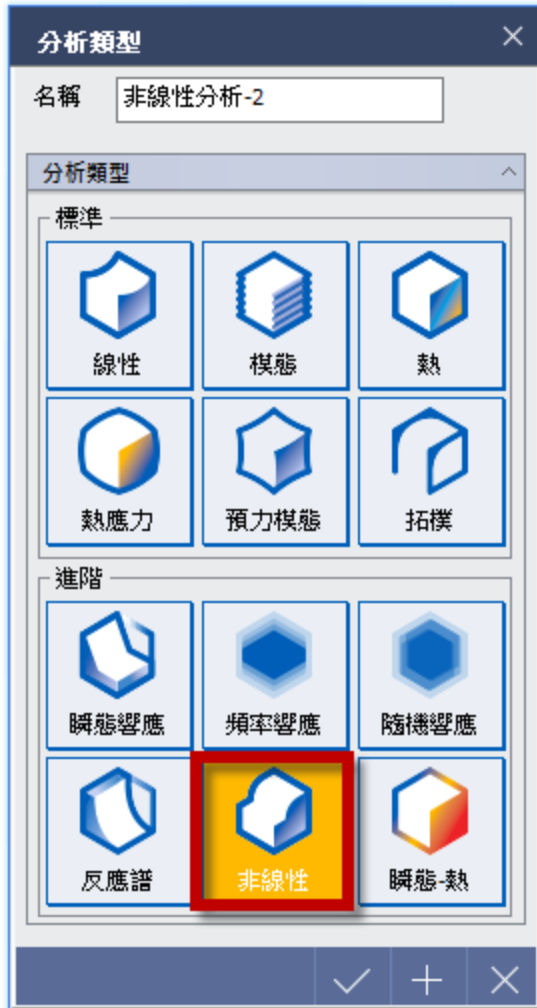 分析類型
名稱 非線性分析-2
分析類型
標準
線性 模態 熱
熱應力 預力模態 拓樸
進階
瞬態響應 頻率響應 隨機響應
反應譜 非線性 瞬態-熱